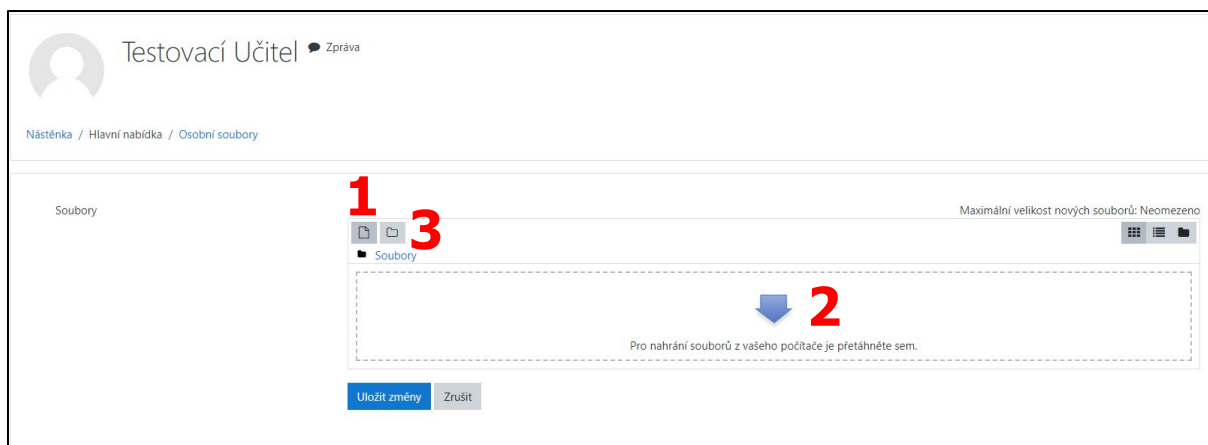 Testovací Učitel Zpráva
Nástěnka / Hlavní nabídka / Osobní soubory
1
Soubory
Maximální velikost nových souborů: Neomezeno
3
Soubory
2
Pro nahrání souborů z vašeho počítače je přetáhněte sem.
Uložit změny Zrušit